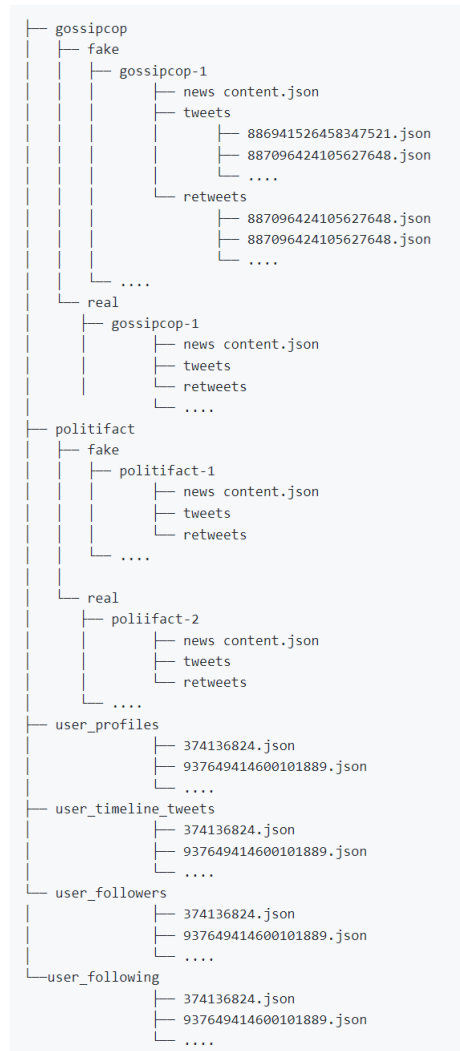 ├── gossipcop
│   ├── fake
│   │   ├── gossipcop-1
│   │   │       ├── news content.json
│   │   │       ├── tweets
│   │   │       │       ├── 886941526458347521.json
│   │   │       │       ├── 887096424105627648.json
│   │   │       │       └── ....
│   │   │       └── retweets
│   │   │               ├── 887096424105627648.json
│   │   │               ├── 887096424105627648.json
│   │   │               └── ....
│   │   └── ....
│   └── real
│       ├── gossipcop-1
│       │       ├── news content.json
│       │       ├── tweets
│       │       └── retweets
│               └── ....
├── politifact
│   ├── fake
│   │   ├── politifact-1
│   │   │       ├── news content.json
│   │   │       ├── tweets
│   │   │       └── retweets
│   │   └── ....
│   │
│   └── real
│       ├── poliifact-2
│       │       ├── news content.json
│       │       ├── tweets
│       │       └── retweets
│       └── ....
├── user_profiles
│               ├── 374136824.json
│               ├── 937649414600101889.json
│               └── ....
├── user_timeline_tweets
│               ├── 374136824.json
│               ├── 937649414600101889.json
│               └── ....
└── user_followers
│               ├── 374136824.json
│               ├── 937649414600101889.json
│               └── ....
└──user_following
                ├── 374136824.json
                ├── 937649414600101889.json
                └── ....